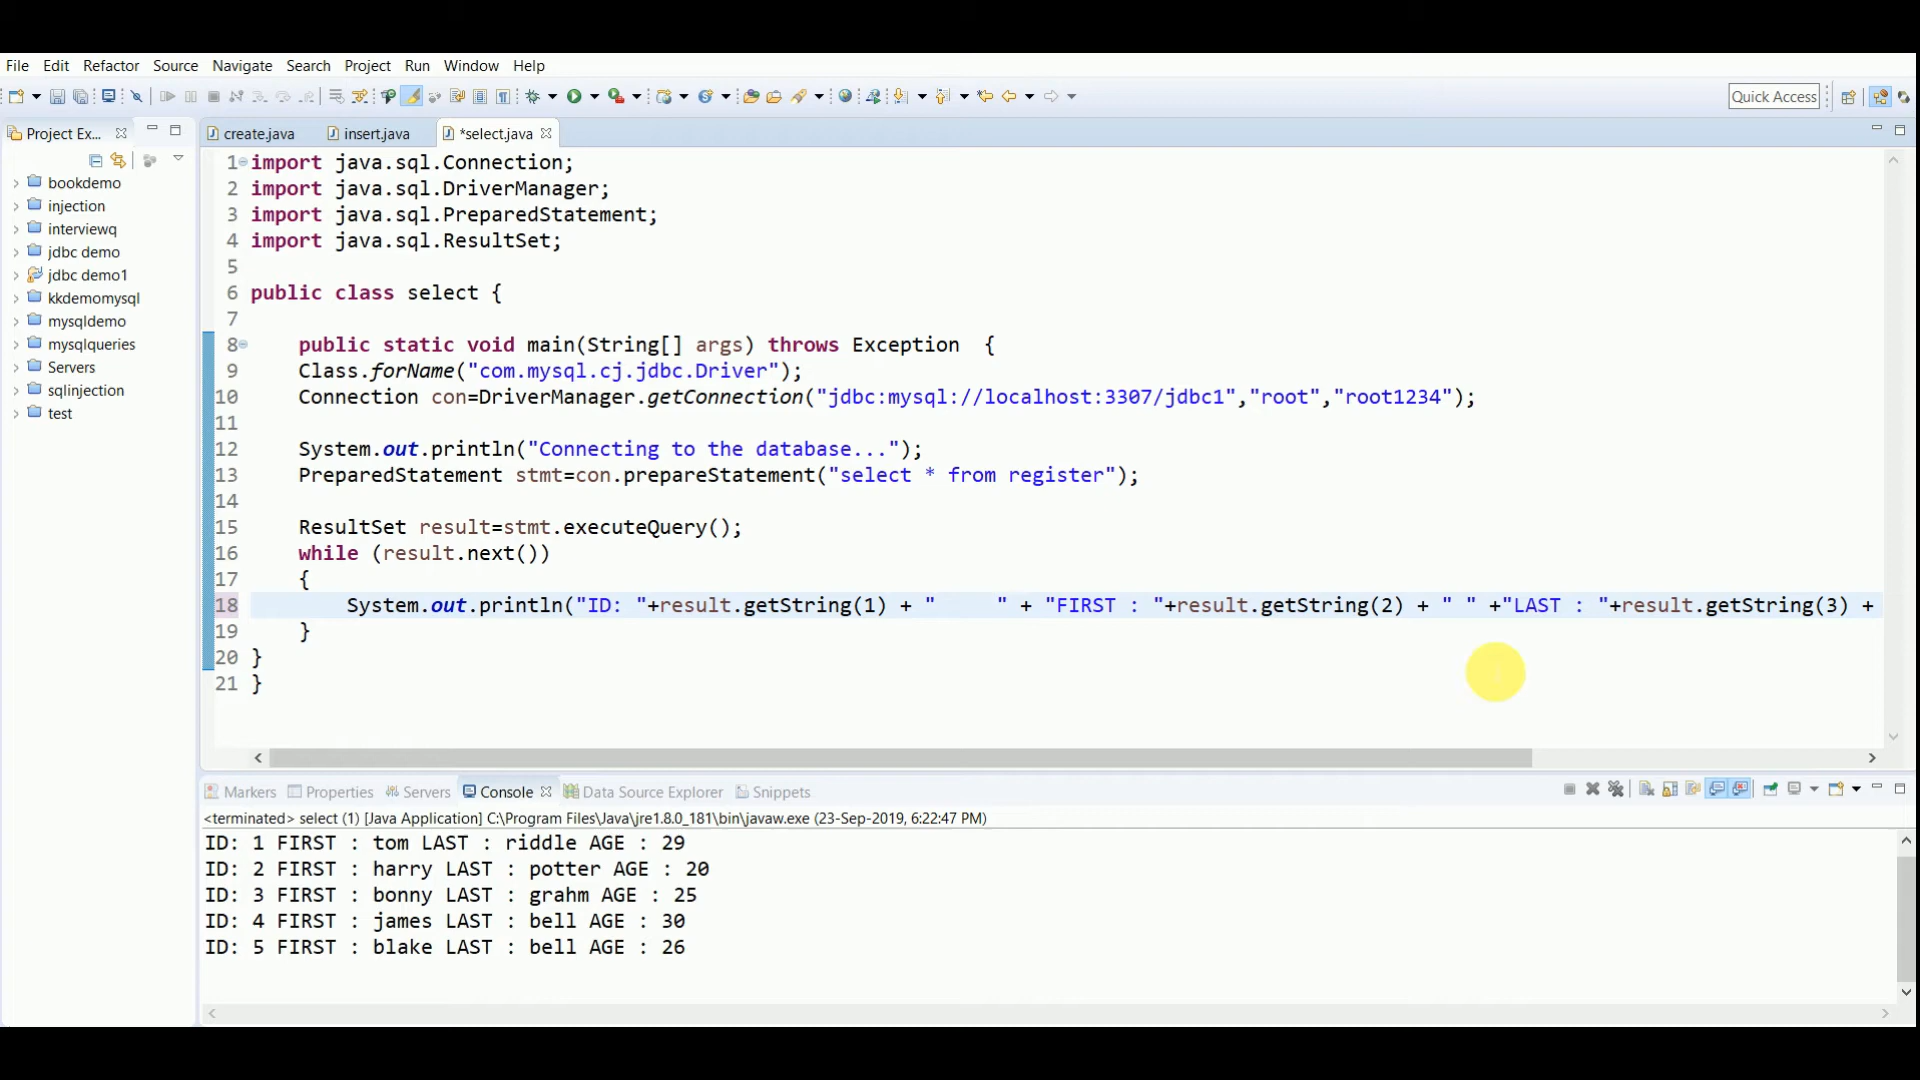 File Edit Refactor Source Navigate Search Project Run Window Help
Quick Access
Project Ex...
create.java insert.java *select.java
bookdemo
injection
interviewq
jdbc demo
jdbc demo1
kkdemomysql
mysqldemo
mysqlqueries
Servers
sqlinjection
test
1 import java.sql.Connection;
2 import java.sql.DriverManager;
3 import java.sql.PreparedStatement;
4 import java.sql.ResultSet;
5
6 public class select {
7
8 public static void main(String[] args) throws Exception {
9 Class.forName("com.mysql.cj.jdbc.Driver");
10 Connection con=DriverManager.getConnection("jdbc:mysql://localhost:3307/jdbc1","root","root1234");
11
12 System.out.println("Connecting to the database...");
13 PreparedStatement stmt=con.prepareStatement("select * from register");
14
15 ResultSet result=stmt.executeQuery();
16 while (result.next())
17 {
18 System.out.println("ID: "+result.getString(1) + "     " + "FIRST : "+result.getString(2) + " " +"LAST : "+result.getString(3) +
19 }
20 }
21 }
Markers Properties Servers Console Data Source Explorer Snippets
<terminated> select (1) [Java Application] C:\Program Files\Java\jre1.8.0_181\bin\javaw.exe (23-Sep-2019, 6:22:47 PM)
ID: 1 FIRST : tom LAST : riddle AGE : 29
ID: 2 FIRST : harry LAST : potter AGE : 20
ID: 3 FIRST : bonny LAST : grahm AGE : 25
ID: 4 FIRST : james LAST : bell AGE : 30
ID: 5 FIRST : blake LAST : bell AGE : 26